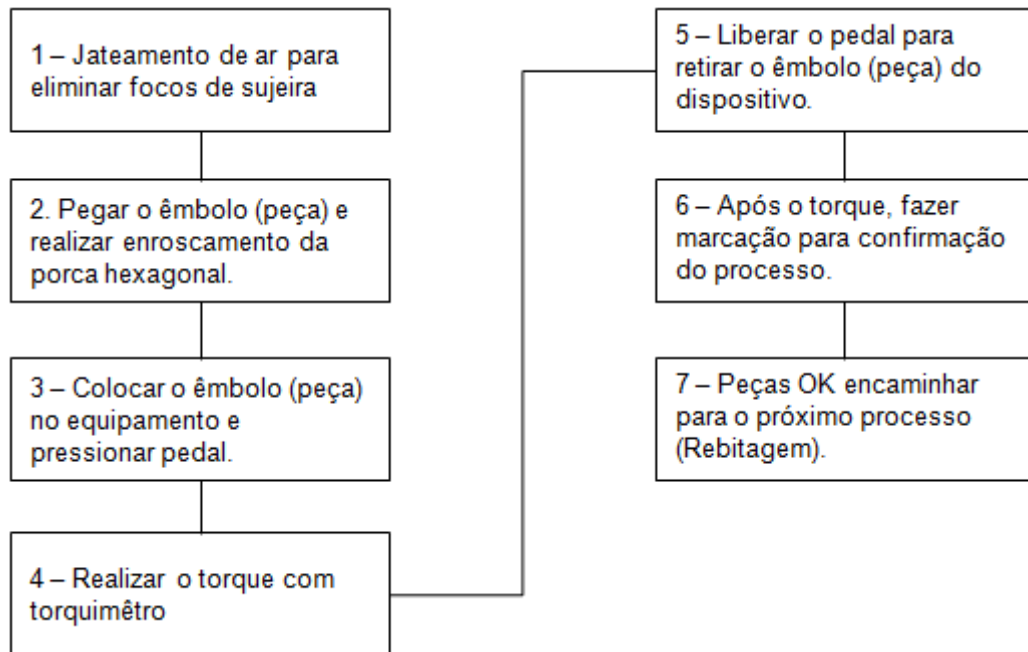 1 – Jateamento de ar para
eliminar focos de sujeira
2. Pegar o êmbolo (peça) e
realizar enroscamento da
porca hexagonal.
3 – Colocar o êmbolo (peça)
no equipamento e
pressionar pedal.
4 – Realizar o torque com
torquimêtro
5 – Liberar o pedal para
retirar o êmbolo (peça) do
dispositivo.
6 – Após o torque, fazer
marcação para confirmação
do processo.
7 – Peças OK encaminhar
para o próximo processo
(Rebitagem).